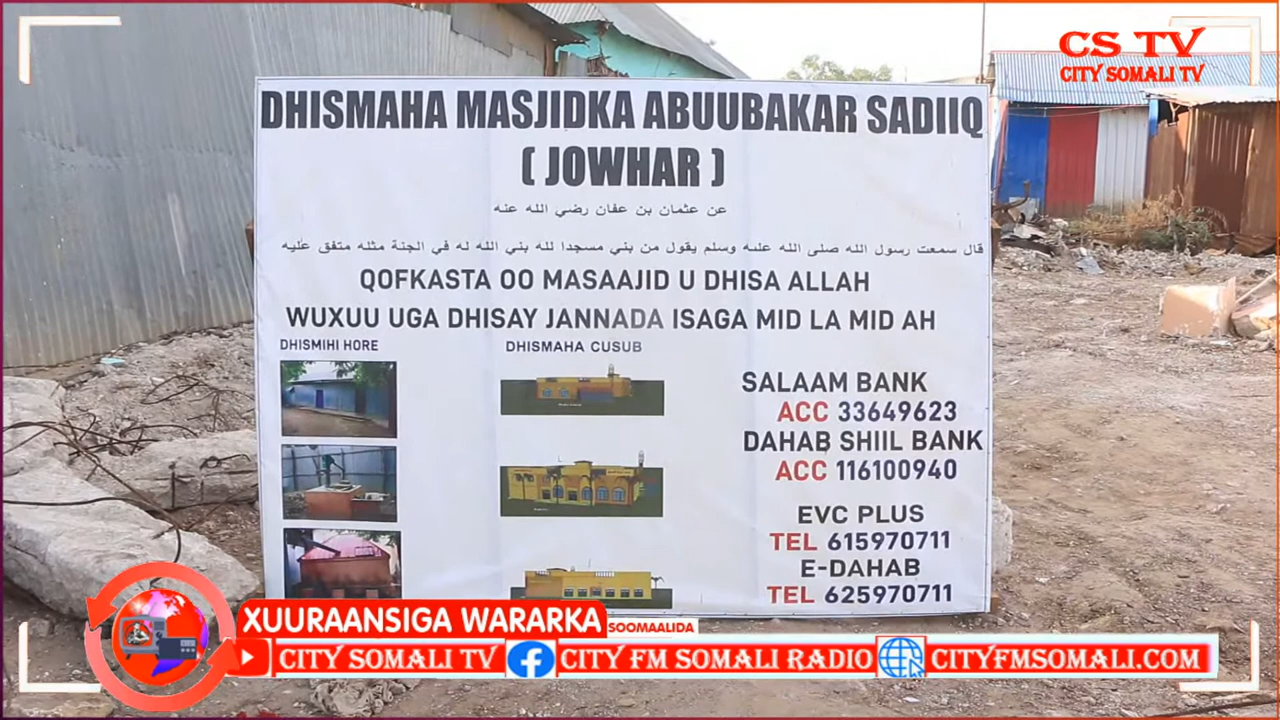 CS TV
CITY SOMALI TV
DHISMAHA MASJIDKA ABUUBAKAR SADIIQ
( JOWHAR )
عن عثمان بن عفان رضي الله عنه
قال سمعت رسول الله صلى الله عليه وسلم يقول من بني مسجدا لله بني الله له في الجنة مثله متفق عليه
QOFKASTA OO MASAAJID U DHISA ALLAH
WUXUU UGA DHISAY JANNADA ISAGA MID LA MID AH
DHISMIHI HORE
DHISMAHA CUSUB
SALAAM BANK
ACC 33649623
DAHAB SHIIL BANK
ACC 116100940
EVC PLUS
TEL 615970711
E-DAHAB
TEL 625970711
XUURAANSIGA WARARKA
SOOMAALIDA
CITY SOMALI TV
CITY FM SOMALI RADIO
CITYFMSOMALI.COM